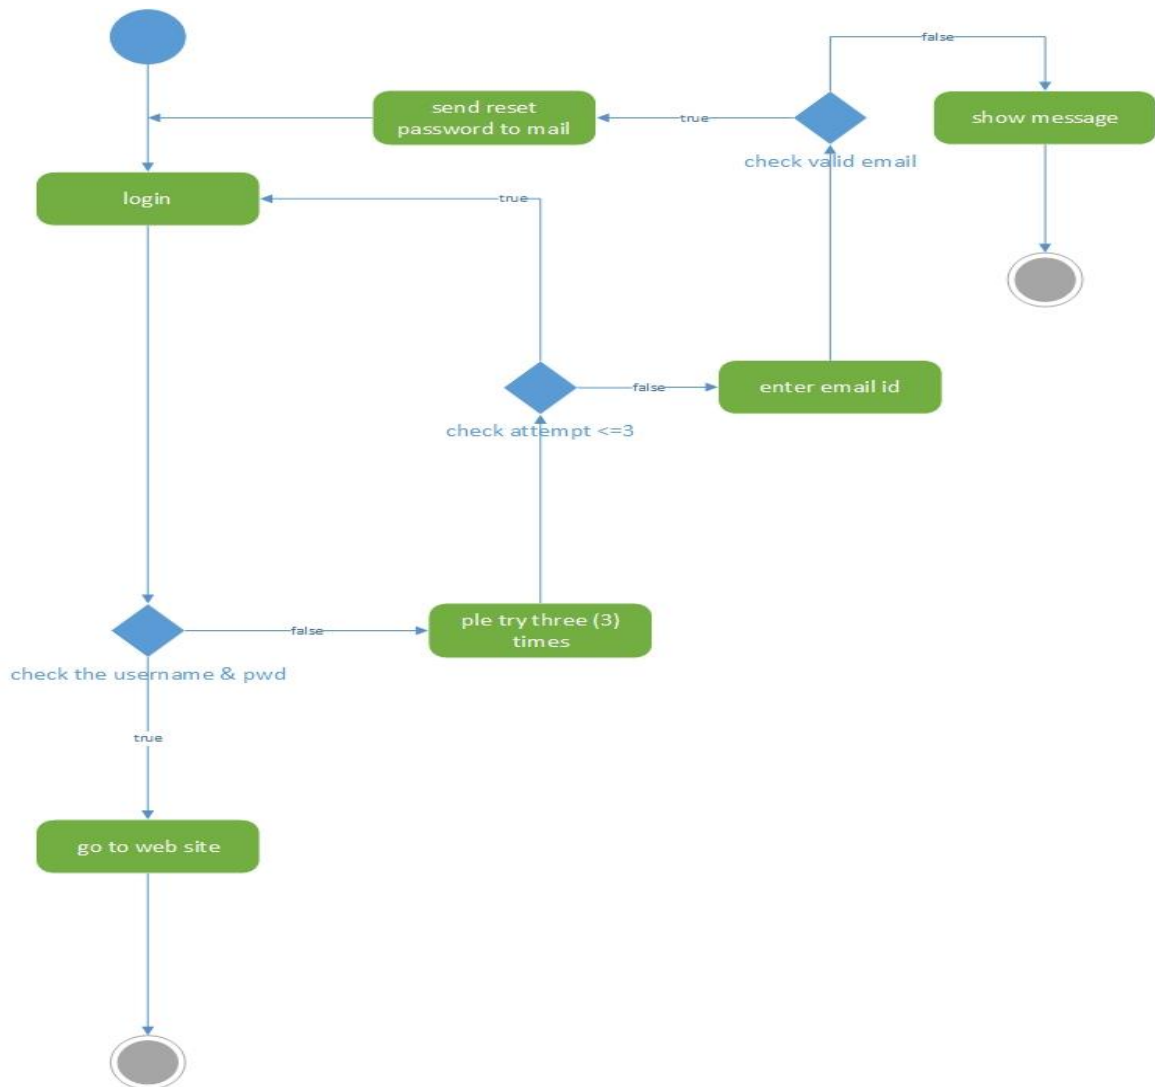 false
send reset
password to mail
true
show message
check valid email
login
true
false
enter email id
check attempt <=3
ple try three (3)
times
false
check the username & pwd
true
go to web site